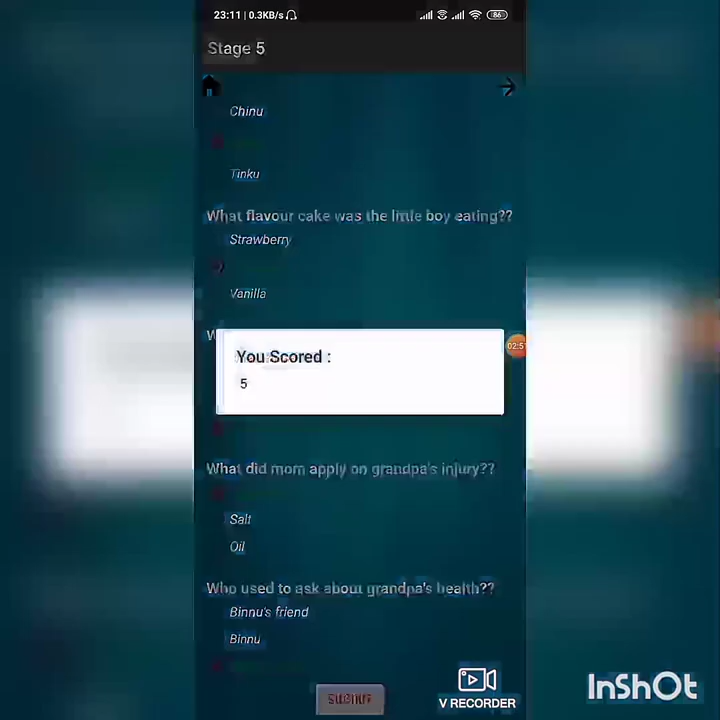 23:11 | 0.3KB/s
86
Stage 5
Chinu
Tinku
What flavour cake was the little boy eating??
Strawberry
Vanilla
W
You Scored :
5
02:5
What did mom apply on grandpa's injury??
Salt
Oil
Who used to ask about grandpa's health??
Binnu's friend
Binnu
SUBMIT
V RECORDER
InShOt